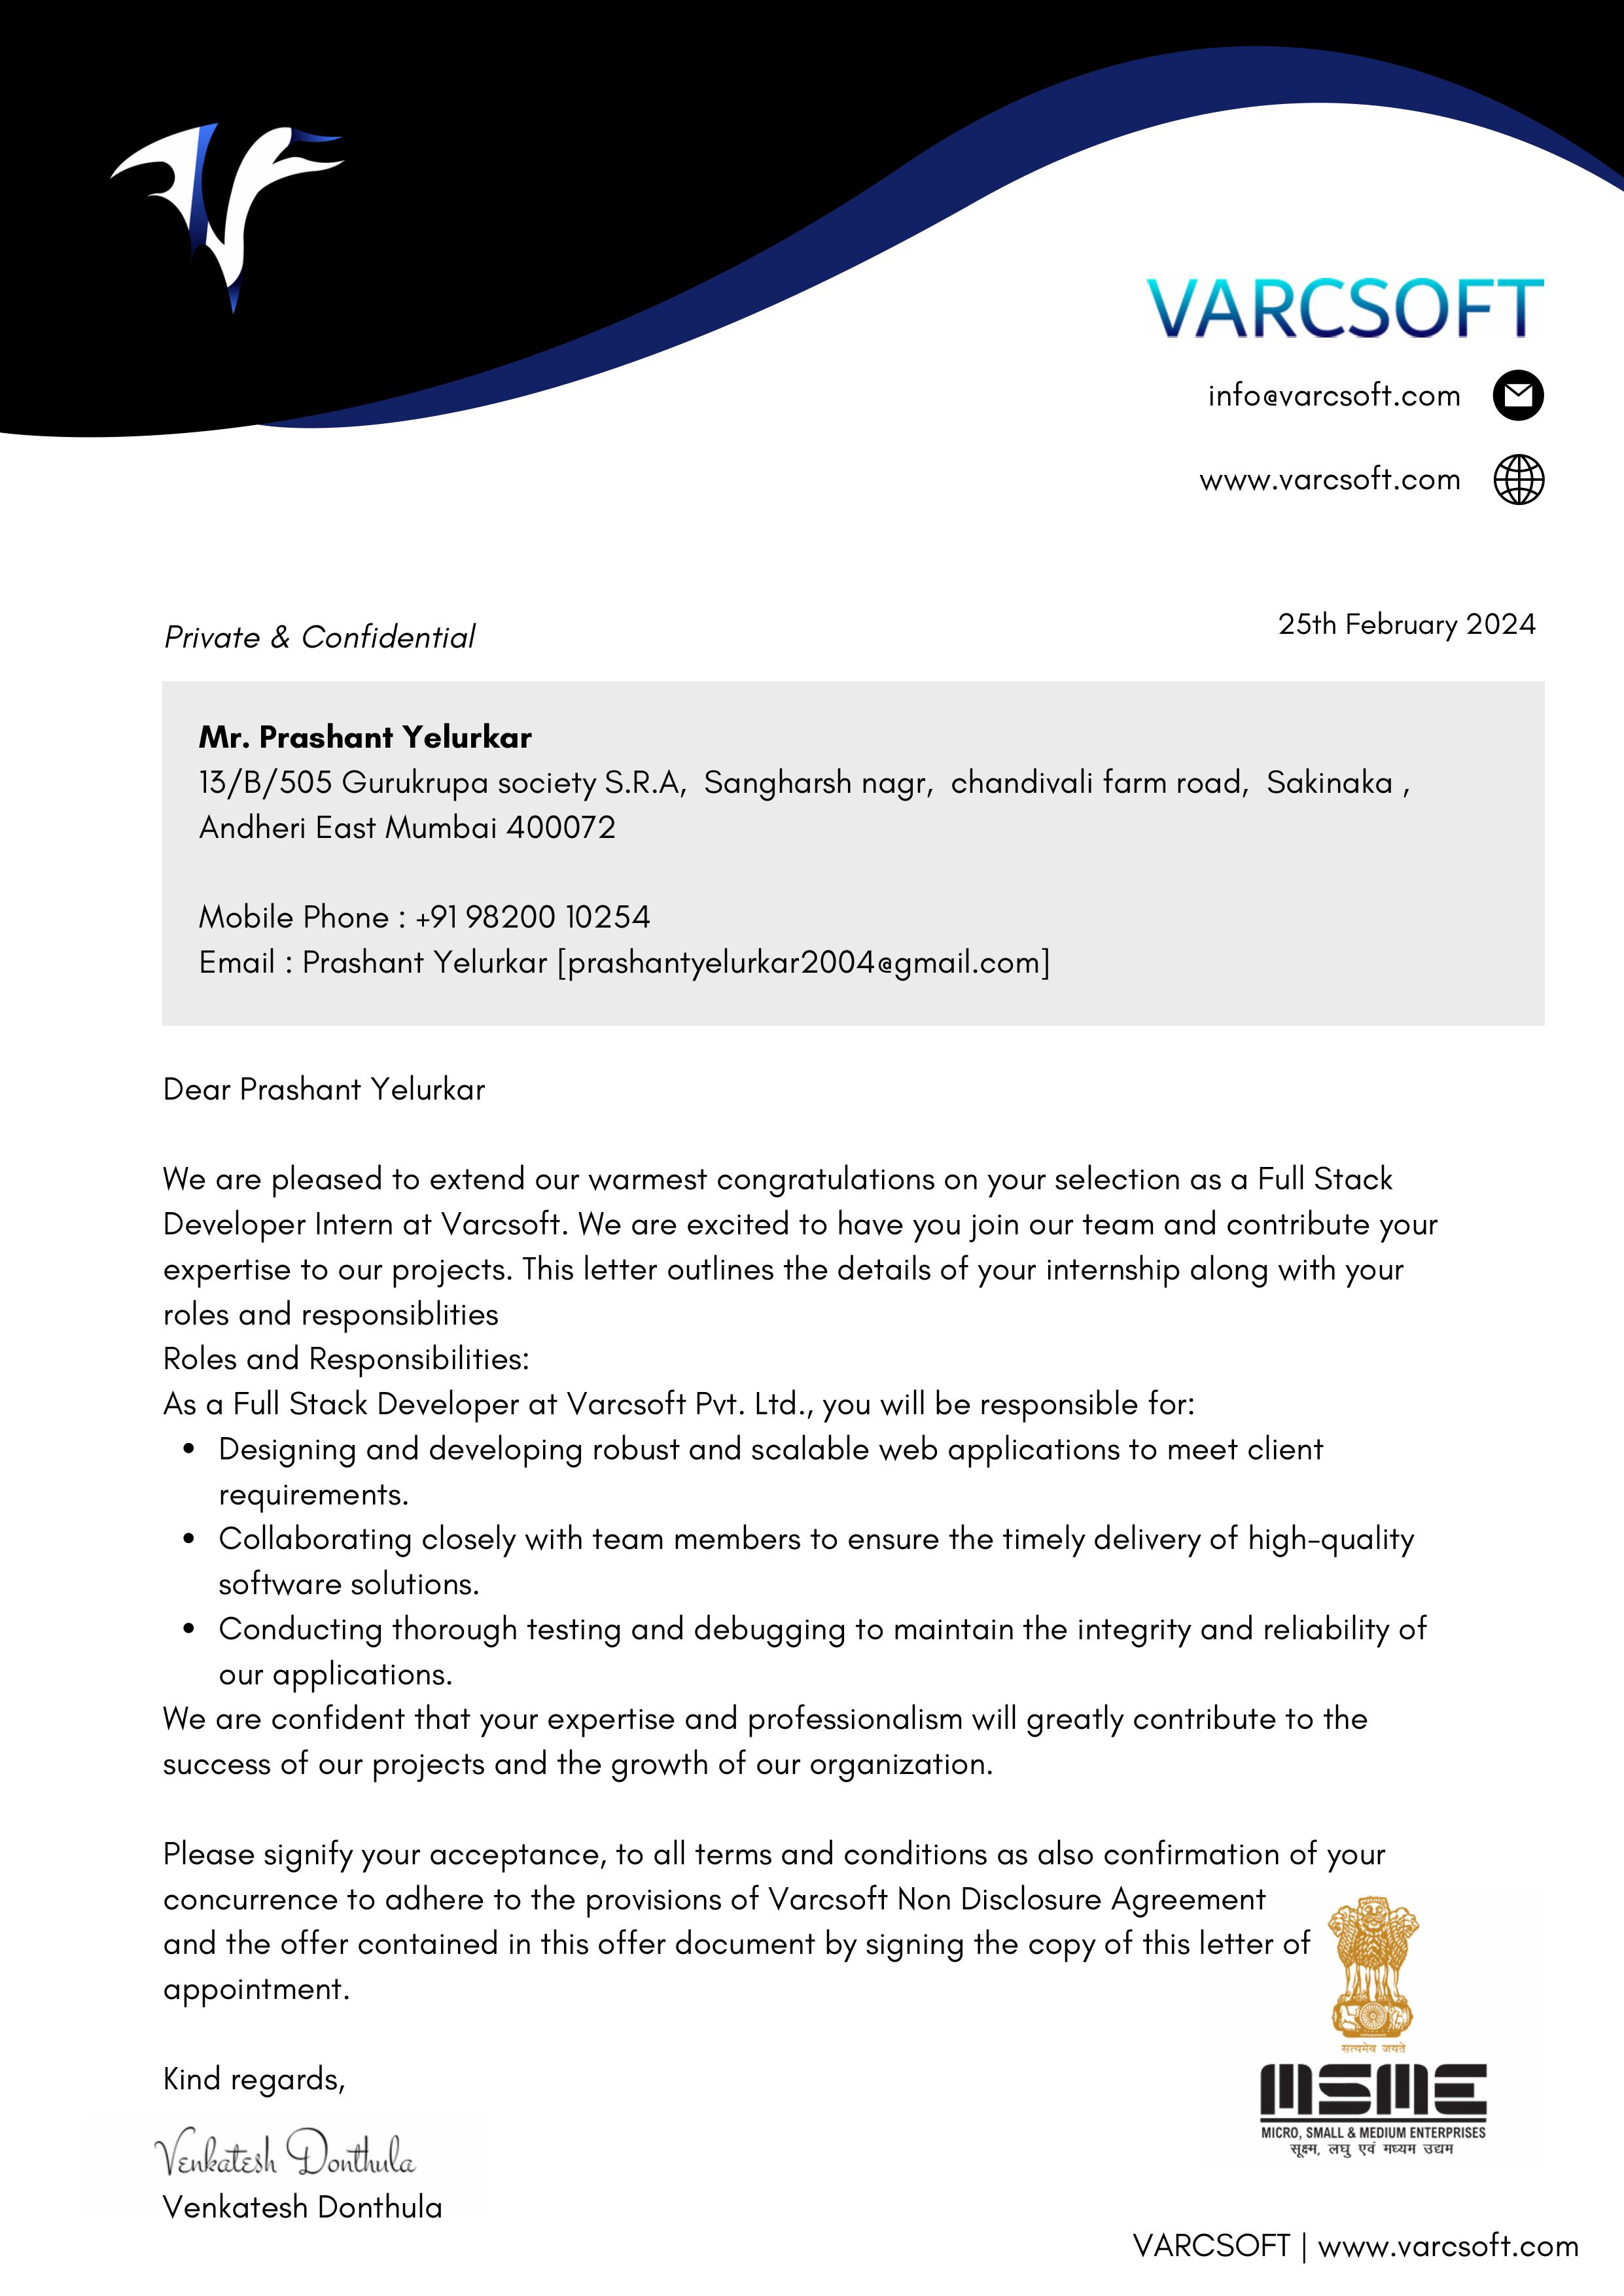 VARCSOFT
info@varcsoft.com
www.varcsoft.com
25th February 2024
Private & Confidential
Mr. Prashant Yelurkar
13/B/505 Gurukrupa society S.R.A, Sangharsh nagr, chandivali farm road, Sakinaka ,
Andheri East Mumbai 400072
Mobile Phone : +91 98200 10254
Email : Prashant Yelurkar [prashantyelurkar2004@gmail.com]
Dear Prashant Yelurkar
We are pleased to extend our warmest congratulations on your selection as a Full Stack
Developer Intern at Varcsoft. We are excited to have you join our team and contribute your
expertise to our projects. This letter outlines the details of your internship along with your
roles and responsiblities
Roles and Responsibilities:
As a Full Stack Developer at Varcsoft Pvt. Ltd., you will be responsible for:
• Designing and developing robust and scalable web applications to meet client
requirements.
• Collaborating closely with team members to ensure the timely delivery of high-quality
software solutions.
• Conducting thorough testing and debugging to maintain the integrity and reliability of
our applications.
We are confident that your expertise and professionalism will greatly contribute to the
success of our projects and the growth of our organization.
Please signify your acceptance, to all terms and conditions as also confirmation of your
concurrence to adhere to the provisions of Varcsoft Non Disclosure Agreement
and the offer contained in this offer document by signing the copy of this letter of
appointment.
सत्यमेव जयते
MSME
MICRO, SMALL & MEDIUM ENTERPRISES
सूक्ष्म, लघु एवं मध्यम उद्यम
Kind regards,
Venkatesh Donthula
Venkatesh Donthula
VARCSOFT | www.varcsoft.com